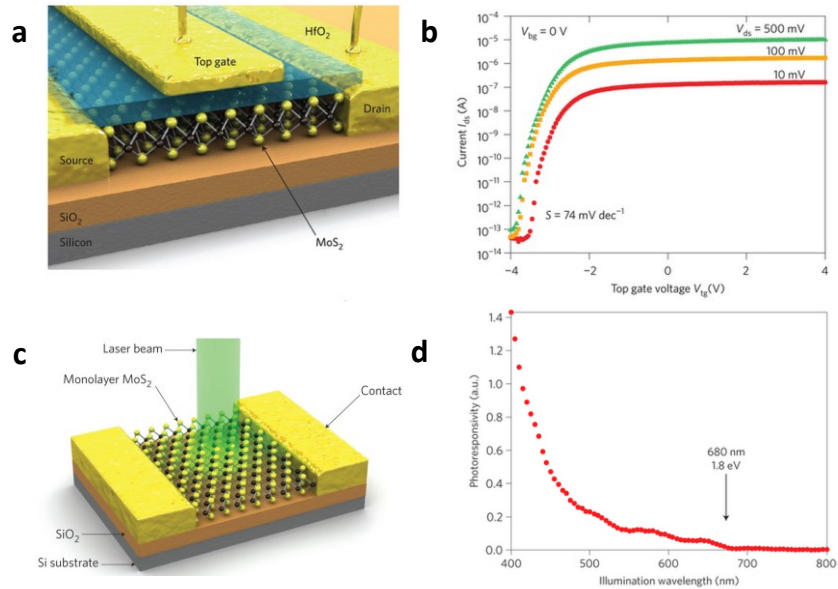 a
HfO₂
Top gate
Drain
Source
SiO₂
Silicon
MoS₂
b
V_bg = 0 V
V_ds = 500 mV
100 mV
10 mV
S = 74 mV dec⁻¹
Current I_ds (A)
10⁻⁴
10⁻⁵
10⁻⁶
10⁻⁷
10⁻⁸
10⁻⁹
10⁻¹⁰
10⁻¹¹
10⁻¹²
10⁻¹³
10⁻¹⁴
−4
−2
0
2
4
Top gate voltage V_tg (V)
c
Laser beam
Monolayer MoS₂
Contact
SiO₂
Si substrate
d
Photoresponsivity (a.u.)
1.4
1.2
1.0
0.8
0.6
0.4
0.2
0.0
680 nm
1.8 eV
400
500
600
700
800
Illumination wavelength (nm)